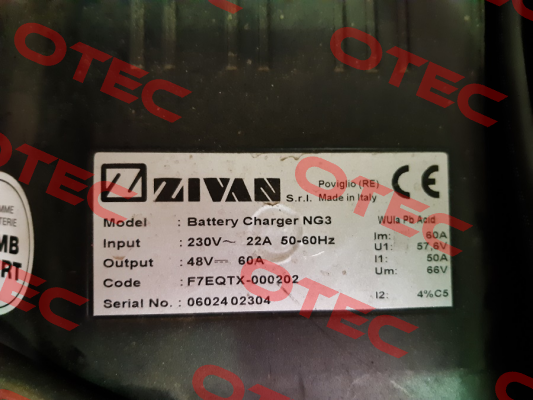 OTEC
OTEC
OTEC
ZIVAN S.r.l.
Poviglio (RE)
Made in Italy
CE
Model : Battery Charger NG3
Input : 230V~ 22A 50-60Hz
Output : 48V⎓ 60A
Code : F7EQTX-000202
Serial No. : 0602402304
WUIa Pb Acid
Im: 60A
U1: 57,6V
I1: 50A
Um: 66V
I2: 4%C5
MB
RT
OTEC
OTEC
OTEC